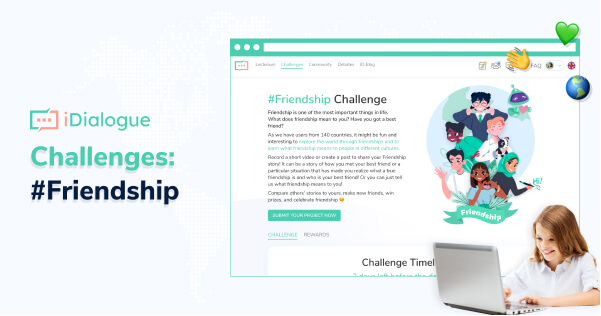 iDialogue
Challenges:
#Friendship
Lectures Challenges Community Debates iD Blog FAQ
#Friendship Challenge
Friendship is one of the most important things in life.
What does friendship mean to you? Have you got a best
friend?
As we have users from 140 countries, it might be fun and
interesting to explore the world through friendships and to
learn what friendship means to people in different cultures.
Record a short video or create a post to share your Friendship
story! It can be a story of how you met your best friend or a
particular situation that has made you realize what a true
friendship is and who is your best friend! Or you can just tell
us what friendship means to you!
Compare others' stories to yours, make new friends, win
prizes, and celebrate friendship
SUBMIT YOUR PROJECT NOW
CHALLENGE REWARDS
Hi!
Friendship
Challenge Timel
days left before the d